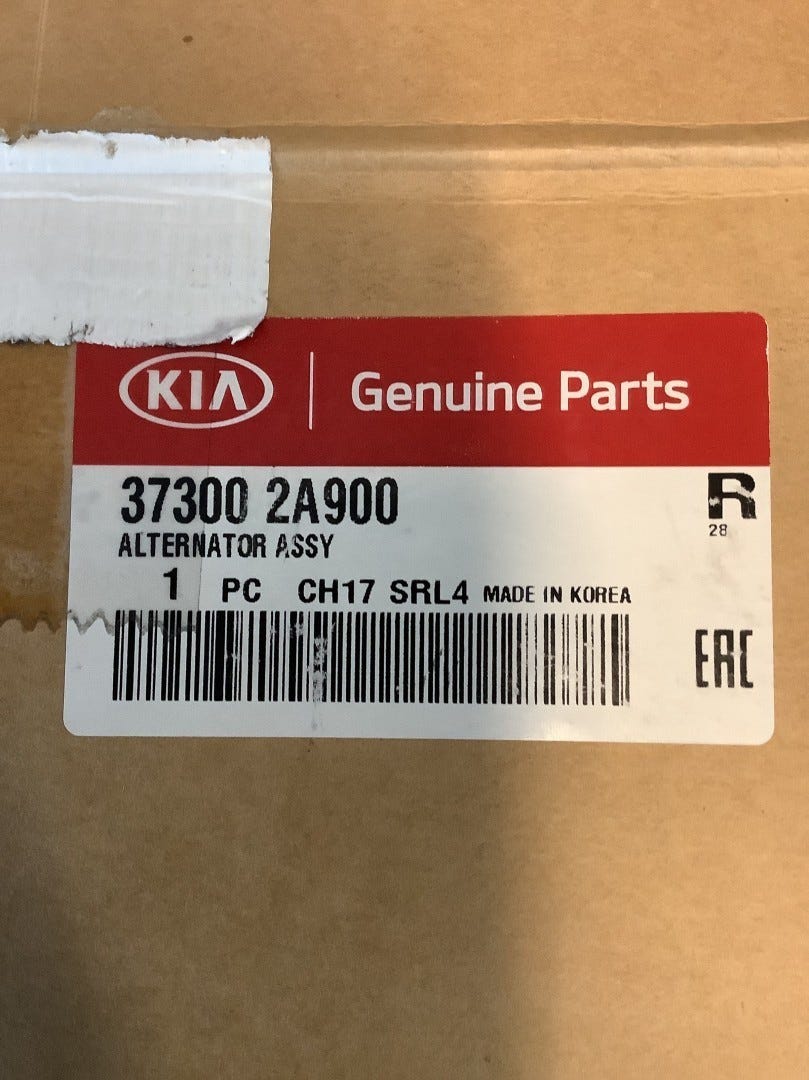 KIA Genuine Parts
37300 2A900
R
28
ALTERNATOR ASSY
1 PC CH17 SRL4 MADE IN KOREA
EAC